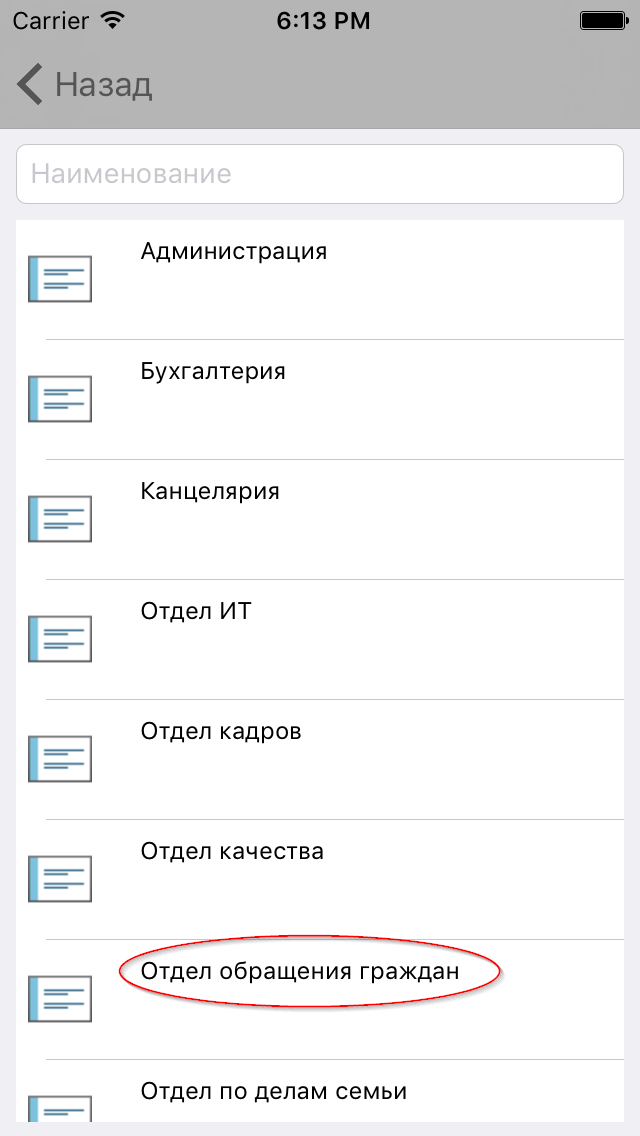 Carrier 6:13 PM
Назад
Наименование
Администрация
Бухгалтерия
Канцелярия
Отдел ИТ
Отдел кадров
Отдел качества
Отдел обращения граждан
Отдел по делам семьи